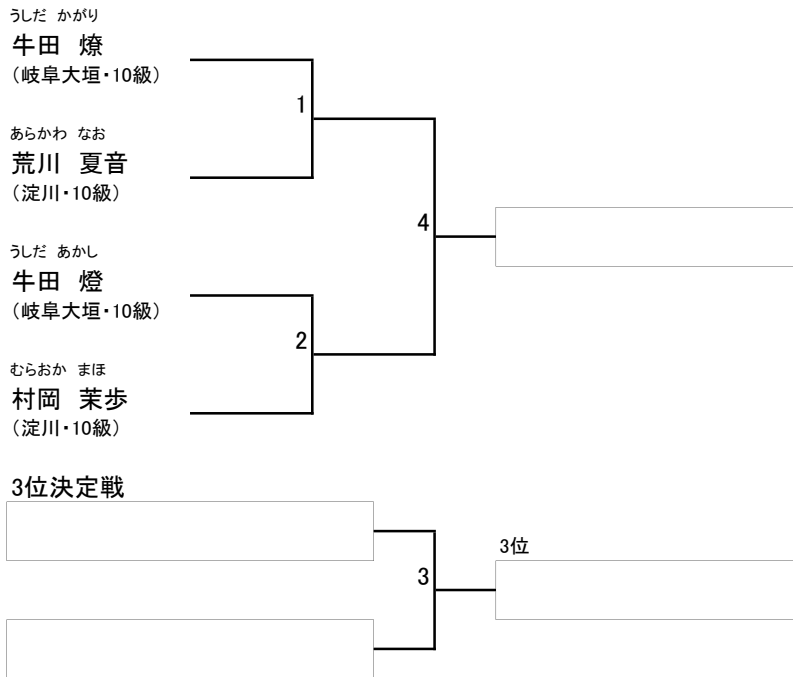 うしだ かがり
牛田 燎
（岐阜大垣・10級）
1
あらかわ なお
荒川 夏音
（淀川・10級）
4
うしだ あかし
牛田 燈
（岐阜大垣・10級）
2
むらおか まほ
村岡 茉歩
（淀川・10級）
3位決定戦
3位
3